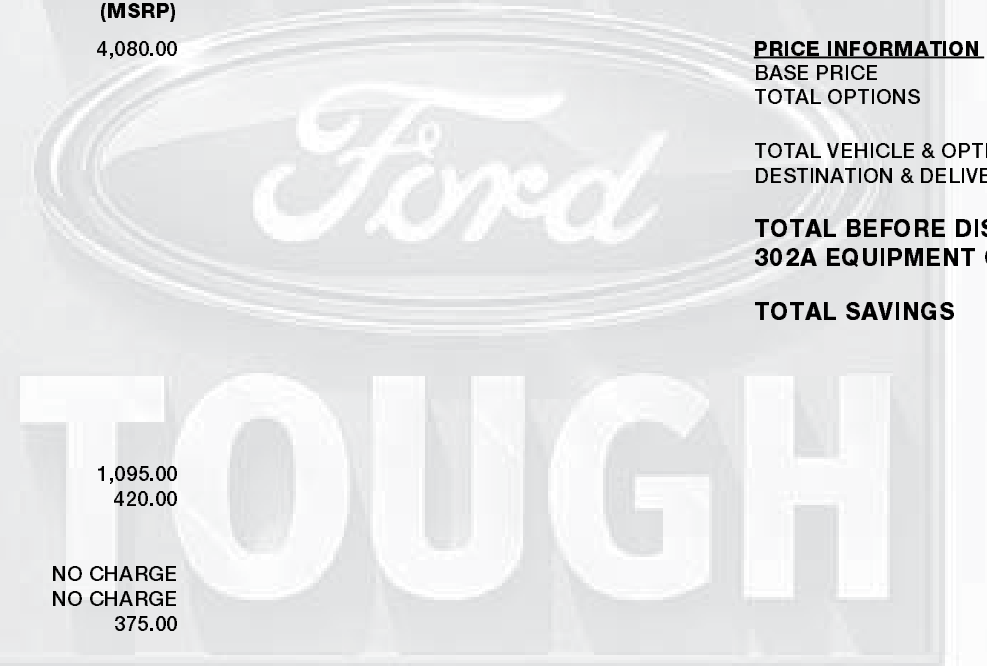 (MSRP)
4,080.00
PRICE INFORMATION
BASE PRICE
TOTAL OPTIONS
TOTAL VEHICLE & OPTI
DESTINATION & DELIVE
TOTAL BEFORE DIS
302A EQUIPMENT
TOTAL SAVINGS
Ford
TOUGH
1,095.00
420.00
NO CHARGE
NO CHARGE
375.00